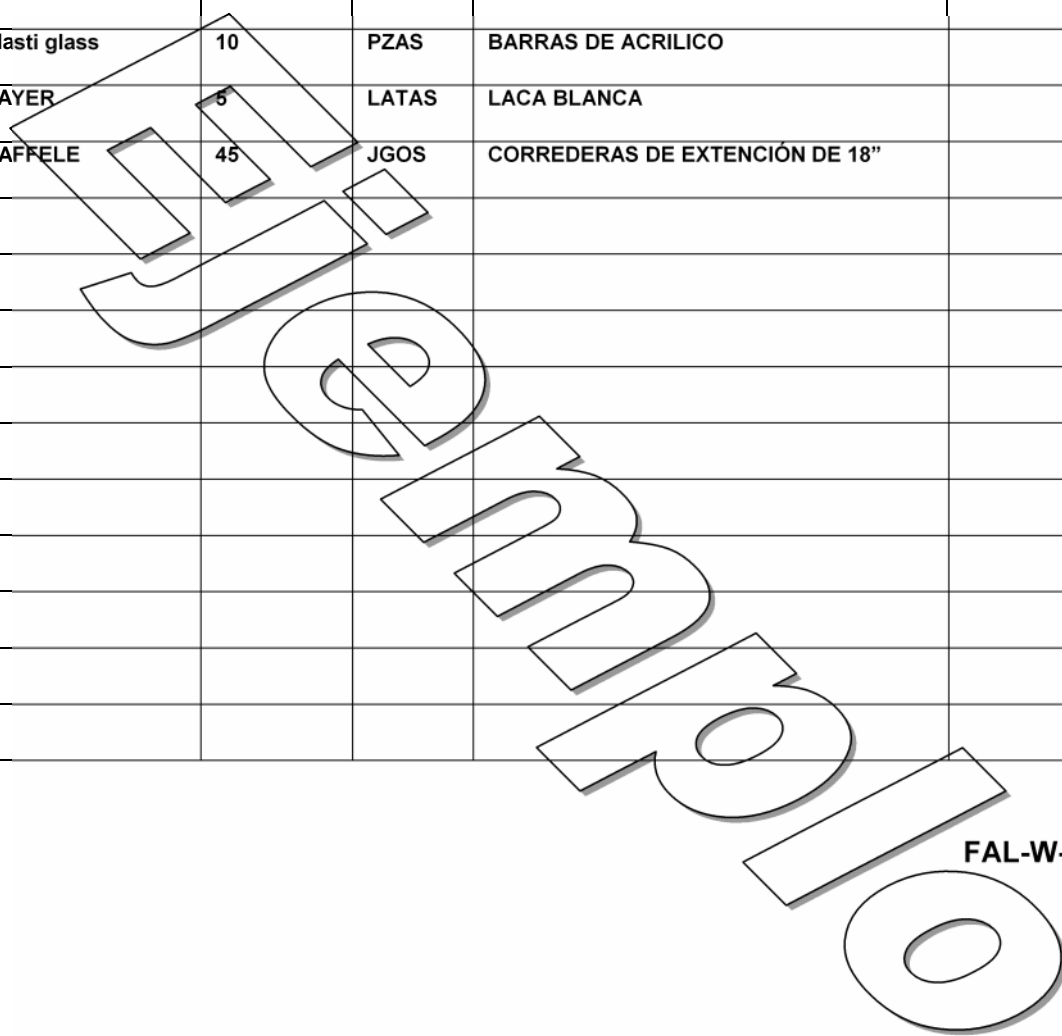 lasti glass 10 PZAS BARRAS DE ACRILICO
AYER 5 LATAS LACA BLANCA
AFFELE 45 JGOS CORREDERAS DE EXTENCIÓN DE 18”
Ejemplo
FAL-W-